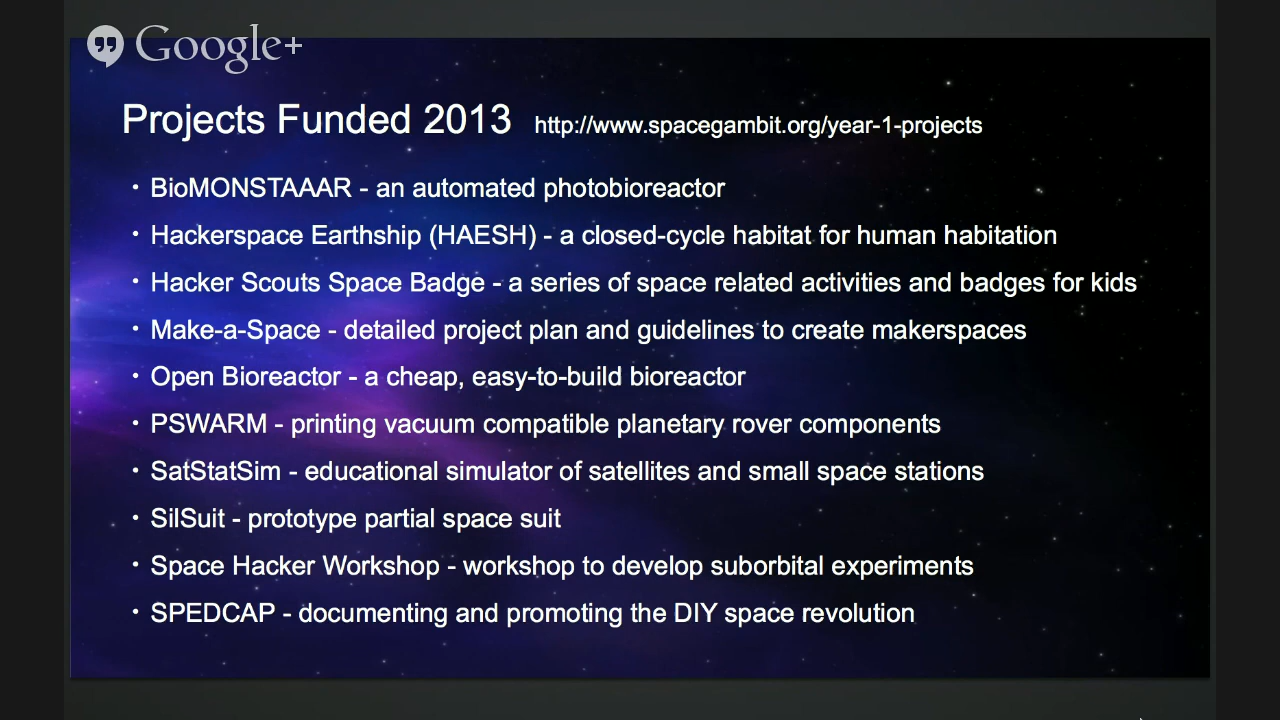 Google+
Projects Funded 2013 http://www.spacegambit.org/year-1-projects
• BioMONSTAAAR - an automated photobioreactor
• Hackerspace Earthship (HAESH) - a closed-cycle habitat for human habitation
• Hacker Scouts Space Badge - a series of space related activities and badges for kids
• Make-a-Space - detailed project plan and guidelines to create makerspaces
• Open Bioreactor - a cheap, easy-to-build bioreactor
• PSWARM - printing vacuum compatible planetary rover components
• SatStatSim - educational simulator of satellites and small space stations
• SilSuit - prototype partial space suit
• Space Hacker Workshop - workshop to develop suborbital experiments
• SPEDCAP - documenting and promoting the DIY space revolution